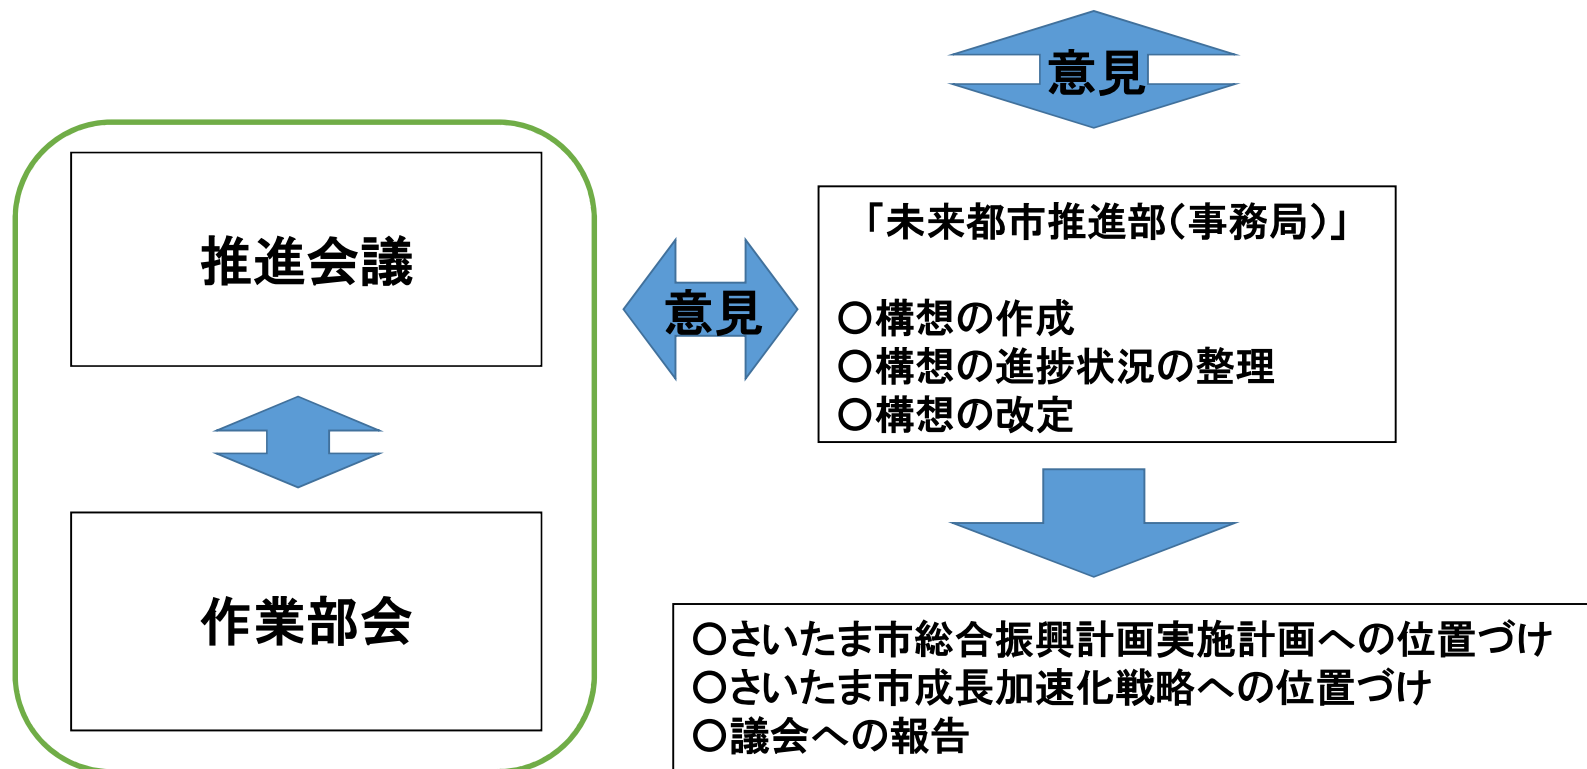 意見
推進会議
作業部会
意見
「未来都市推進部(事務局)」
○構想の作成
○構想の進捗状況の整理
○構想の改定
○さいたま市総合振興計画実施計画への位置づけ
○さいたま市成長加速化戦略への位置づけ
○議会への報告